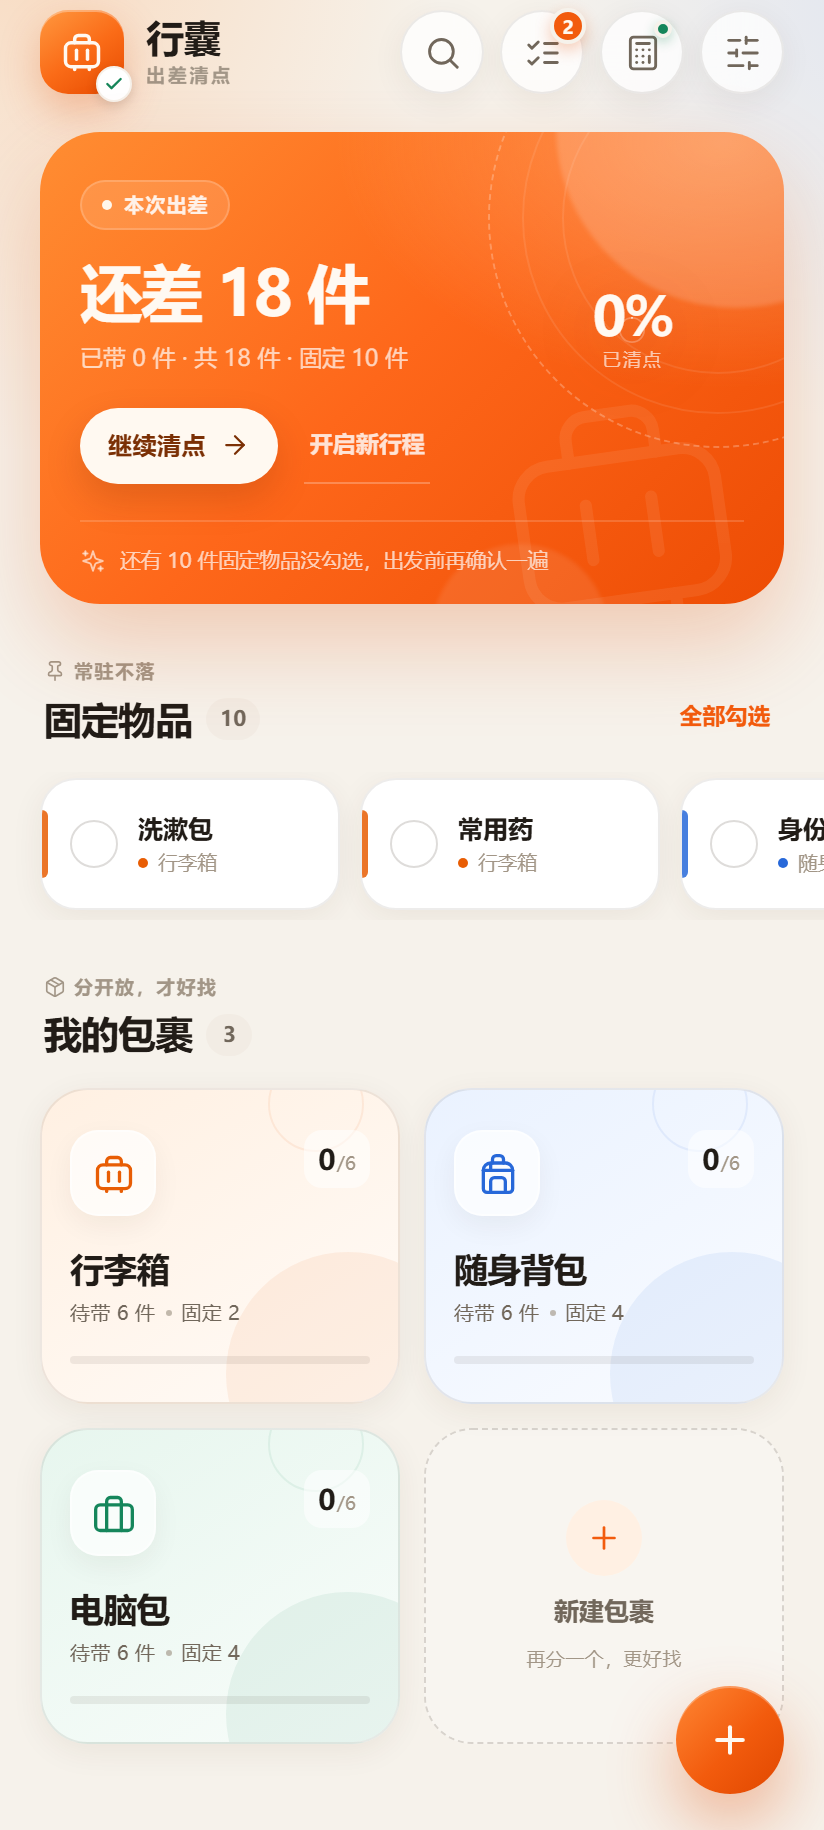 行囊
出差清点
2
本次出差
还差 18 件
已带 0 件 · 共 18 件 · 固定 10 件
0%
已清点
继续清点
开启新行程
还有 10 件固定物品没勾选，出发前再确认一遍
常驻不落
固定物品 10
全部勾选
洗漱包
行李箱
常用药
行李箱
身份
随身
分开放，才好找
我的包裹 3
0/6
行李箱
待带 6 件 • 固定 2
0/6
随身背包
待带 6 件 • 固定 4
0/6
电脑包
待带 6 件 • 固定 4
新建包裹
再分一个，更好找